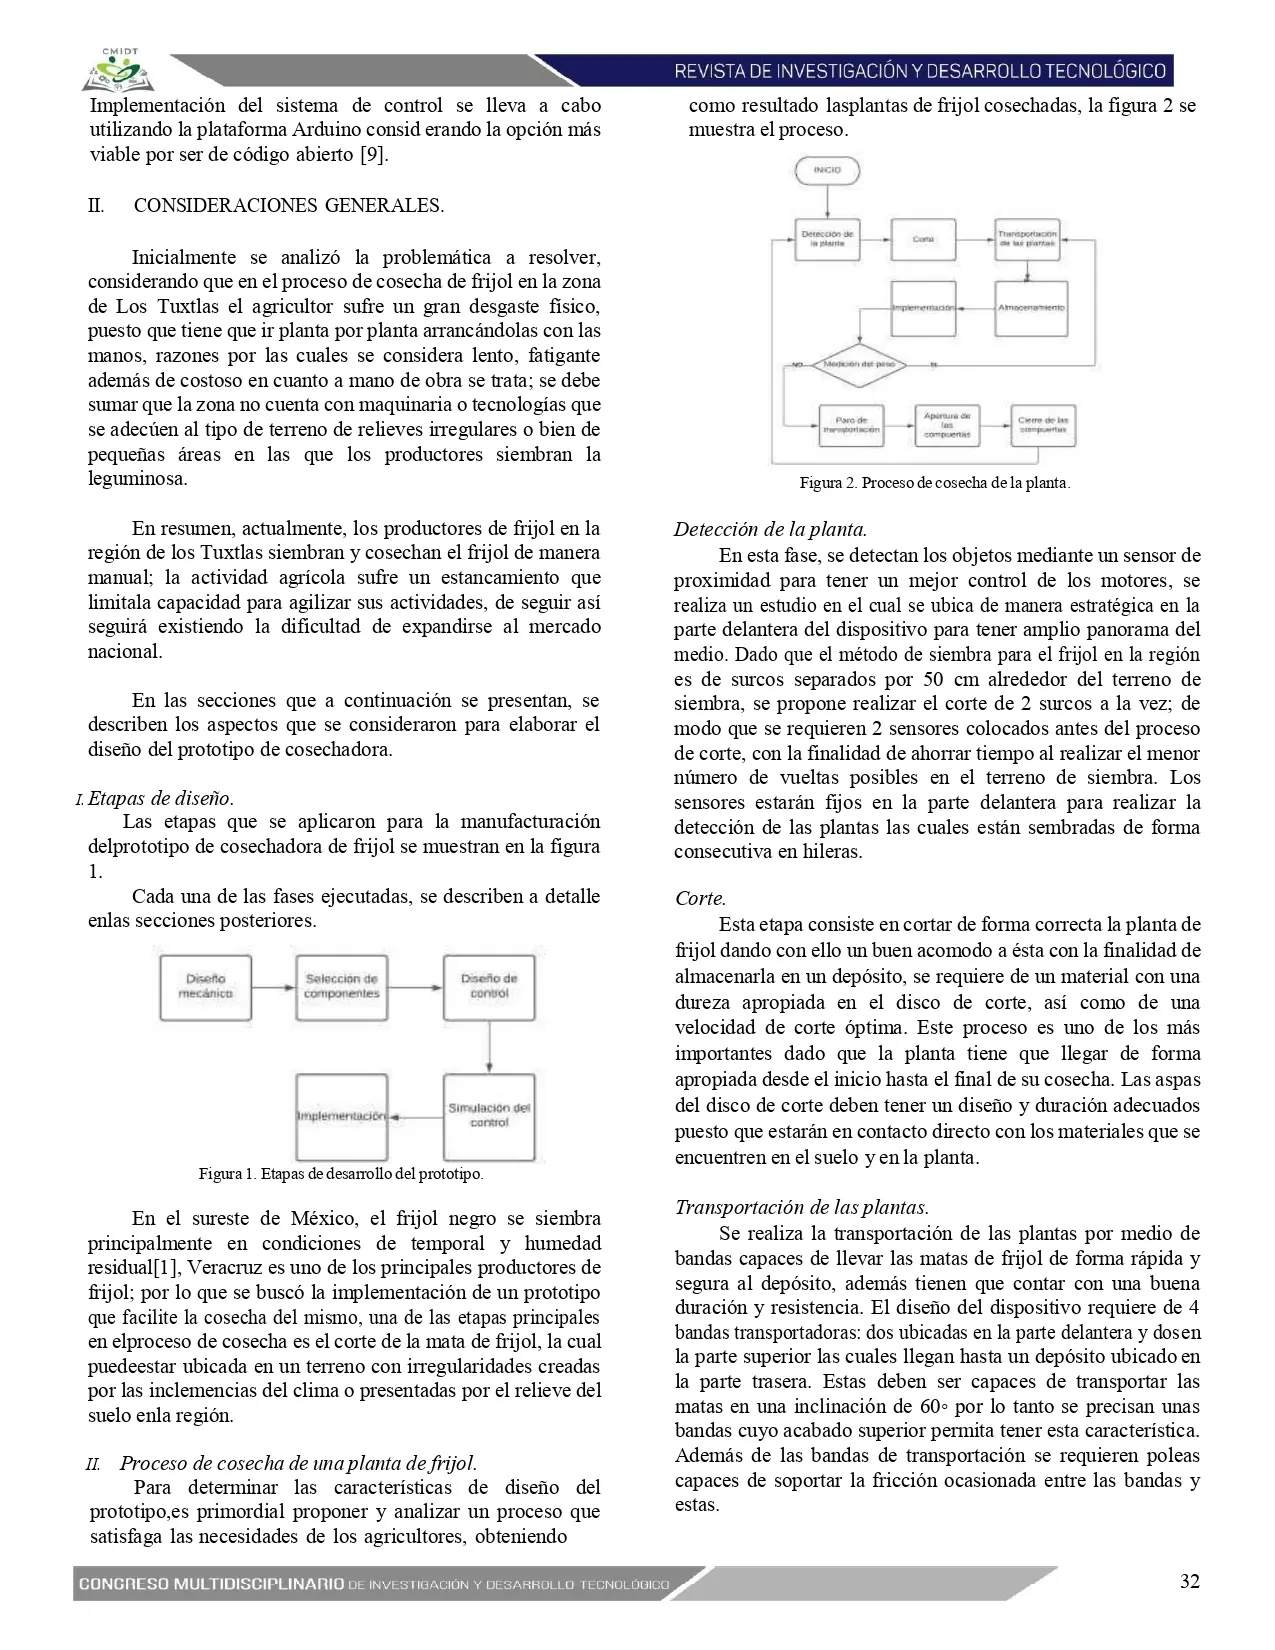 CMIDT
REVISTA DE INVESTIGACIÓN Y DESARROLLO TECNOLÓGICO
Implementación del sistema de control se lleva a cabo
utilizando la plataforma Arduino consid erando la opción más
viable por ser de código abierto [9].
II. CONSIDERACIONES GENERALES.
Inicialmente se analizó la problemática a resolver,
considerando que en el proceso de cosecha de frijol en la zona
de Los Tuxtlas el agricultor sufre un gran desgaste físico,
puesto que tiene que ir planta por planta arrancándolas con las
manos, razones por las cuales se considera lento, fatigante
además de costoso en cuanto a mano de obra se trata; se debe
sumar que la zona no cuenta con maquinaria o tecnologías que
se adecúen al tipo de terreno de relieves irregulares o bien de
pequeñas áreas en las que los productores siembran la
leguminosa.
En resumen, actualmente, los productores de frijol en la
región de los Tuxtlas siembran y cosechan el frijol de manera
manual; la actividad agrícola sufre un estancamiento que
limitala capacidad para agilizar sus actividades, de seguir así
seguirá existiendo la dificultad de expandirse al mercado
nacional.
En las secciones que a continuación se presentan, se
describen los aspectos que se consideraron para elaborar el
diseño del prototipo de cosechadora.
I. Etapas de diseño.
Las etapas que se aplicaron para la manufacturación
delprototipo de cosechadora de frijol se muestran en la figura
1.
Cada una de las fases ejecutadas, se describen a detalle
enlas secciones posteriores.
Diseño
mecánico
Selección de
componentes
Diseño de
control
Implementación
Simulación del
control
Figura 1. Etapas de desarrollo del prototipo.
En el sureste de México, el frijol negro se siembra
principalmente en condiciones de temporal y humedad
residual[1], Veracruz es uno de los principales productores de
frijol; por lo que se buscó la implementación de un prototipo
que facilite la cosecha del mismo, una de las etapas principales
en elproceso de cosecha es el corte de la mata de frijol, la cual
puedeestar ubicada en un terreno con irregularidades creadas
por las inclemencias del clima o presentadas por el relieve del
suelo enla región.
II. Proceso de cosecha de una planta de frijol.
Para determinar las características de diseño del
prototipo,es primordial proponer y analizar un proceso que
satisfaga las necesidades de los agricultores, obteniendo
como resultado lasplantas de frijol cosechadas, la figura 2 se
muestra el proceso.
INICIO
Detección de
la planta
Corte
Transportación
de las plantas
Implementación
Almacenamiento
NO
Medición del peso
Si
Paro de
transportación
Apertura de
las
compuertas
Cierre de las
compuertas
Figura 2. Proceso de cosecha de la planta.
Detección de la planta.
En esta fase, se detectan los objetos mediante un sensor de
proximidad para tener un mejor control de los motores, se
realiza un estudio en el cual se ubica de manera estratégica en la
parte delantera del dispositivo para tener amplio panorama del
medio. Dado que el método de siembra para el frijol en la región
es de surcos separados por 50 cm alrededor del terreno de
siembra, se propone realizar el corte de 2 surcos a la vez; de
modo que se requieren 2 sensores colocados antes del proceso
de corte, con la finalidad de ahorrar tiempo al realizar el menor
número de vueltas posibles en el terreno de siembra. Los
sensores estarán fijos en la parte delantera para realizar la
detección de las plantas las cuales están sembradas de forma
consecutiva en hileras.
Corte.
Esta etapa consiste en cortar de forma correcta la planta de
frijol dando con ello un buen acomodo a ésta con la finalidad de
almacenarla en un depósito, se requiere de un material con una
dureza apropiada en el disco de corte, así como de una
velocidad de corte óptima. Este proceso es uno de los más
importantes dado que la planta tiene que llegar de forma
apropiada desde el inicio hasta el final de su cosecha. Las aspas
del disco de corte deben tener un diseño y duración adecuados
puesto que estarán en contacto directo con los materiales que se
encuentren en el suelo y en la planta.
Transportación de las plantas.
Se realiza la transportación de las plantas por medio de
bandas capaces de llevar las matas de frijol de forma rápida y
segura al depósito, además tienen que contar con una buena
duración y resistencia. El diseño del dispositivo requiere de 4
bandas transportadoras: dos ubicadas en la parte delantera y dosen
la parte superior las cuales llegan hasta un depósito ubicado en
la parte trasera. Estas deben ser capaces de transportar las
matas en una inclinación de 60◦ por lo tanto se precisan unas
bandas cuyo acabado superior permita tener esta característica.
Además de las bandas de transportación se requieren poleas
capaces de soportar la fricción ocasionada entre las bandas y
estas.
CONGRESO MULTIDISCIPLINARIO DE INVESTIGACIÓN Y DESARROLLO TECNOLÓGICO
32